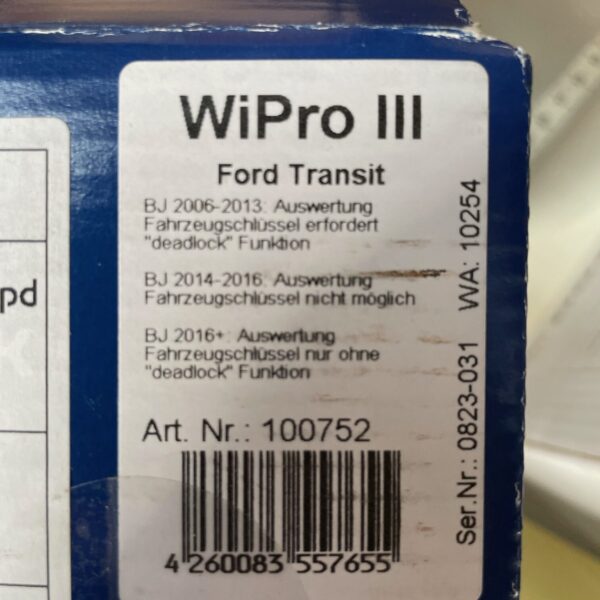 WiPro III
Ford Transit
BJ 2006-2013: Auswertung
Fahrzeugschlüssel erfordert
"deadlock" Funktion
BJ 2014-2016: Auswertung
Fahrzeugschlüssel nicht möglich
BJ 2016+: Auswertung
Fahrzeugschlüssel nur ohne
"deadlock" Funktion
Art. Nr.: 100752
4 260083 557655
Ser.Nr.: 0823-031 WA: 10254
pd